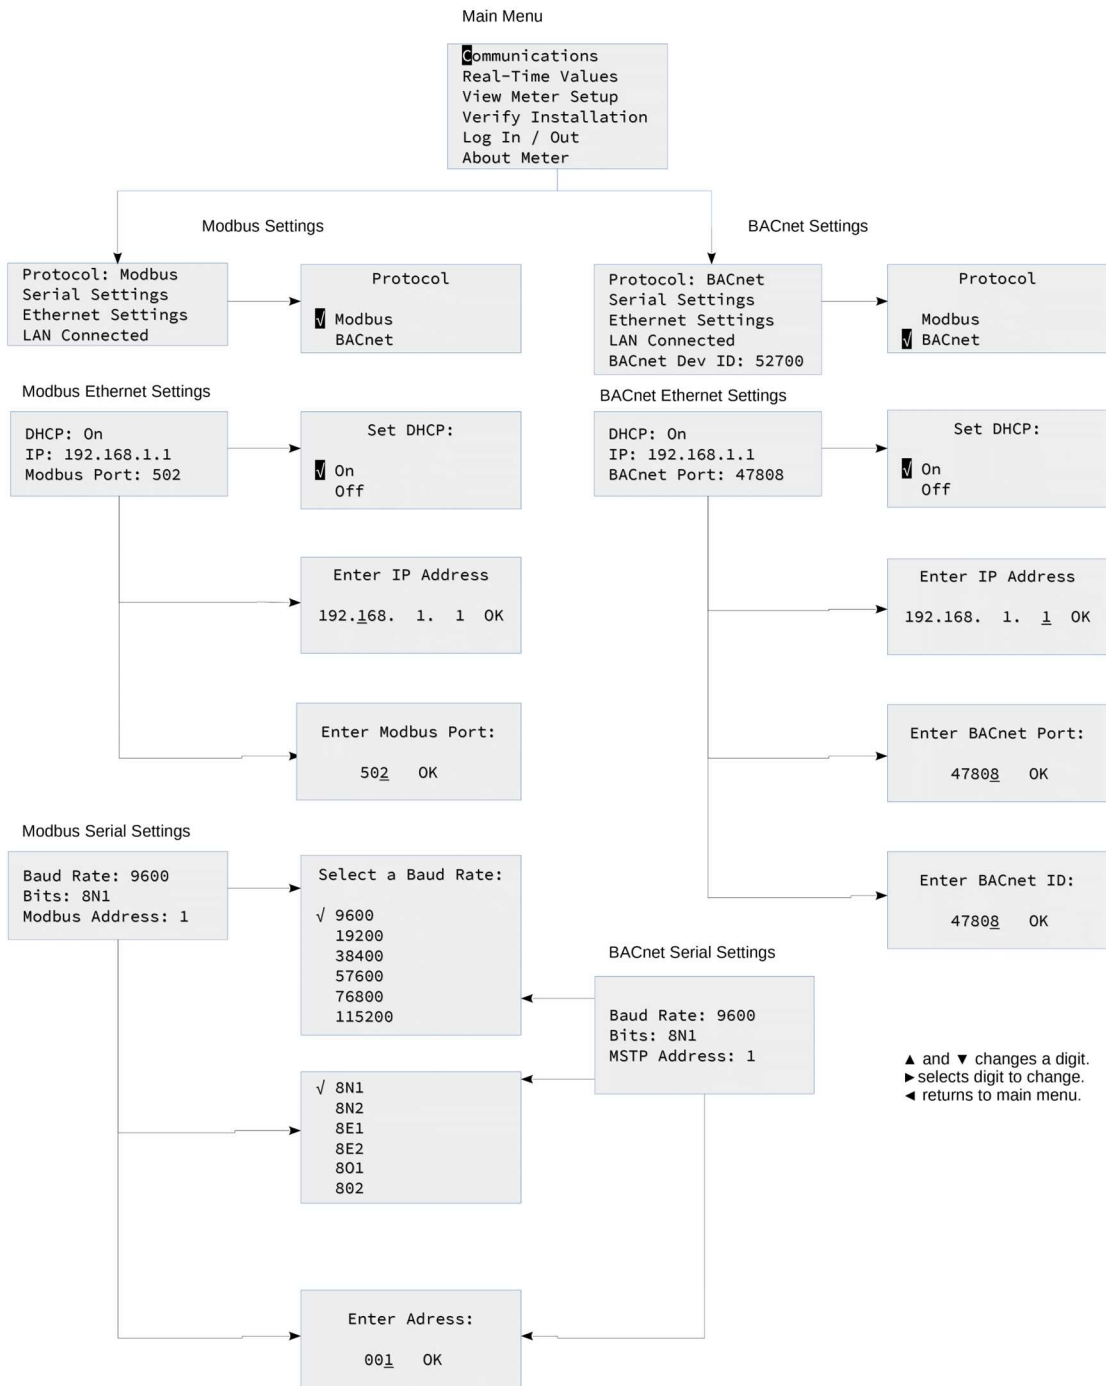 Main Menu
Communications
Real-Time Values
View Meter Setup
Verify Installation
Log In / Out
About Meter
Modbus Settings
BACnet Settings
Protocol: Modbus
Serial Settings
Ethernet Settings
LAN Connected
Protocol
√ Modbus
BACnet
Protocol: BACnet
Serial Settings
Ethernet Settings
LAN Connected
BACnet Dev ID: 52700
Protocol
Modbus
√ BACnet
Modbus Ethernet Settings
DHCP: On
IP: 192.168.1.1
Modbus Port: 502
Set DHCP:
√ On
Off
BACnet Ethernet Settings
DHCP: On
IP: 192.168.1.1
BACnet Port: 47808
Set DHCP:
√ On
Off
Enter IP Address
192.168. 1. 1 OK
Enter IP Address
192.168. 1. 1 OK
Enter Modbus Port:
502 OK
Enter BACnet Port:
47808 OK
Modbus Serial Settings
Baud Rate: 9600
Bits: 8N1
Modbus Address: 1
Select a Baud Rate:
√ 9600
19200
38400
57600
76800
115200
Enter BACnet ID:
47808 OK
BACnet Serial Settings
Baud Rate: 9600
Bits: 8N1
MSTP Address: 1
√ 8N1
8N2
8E1
8E2
8O1
8O2
▲ and ▼ changes a digit.
► selects digit to change.
◄ returns to main menu.
Enter Adress:
001 OK